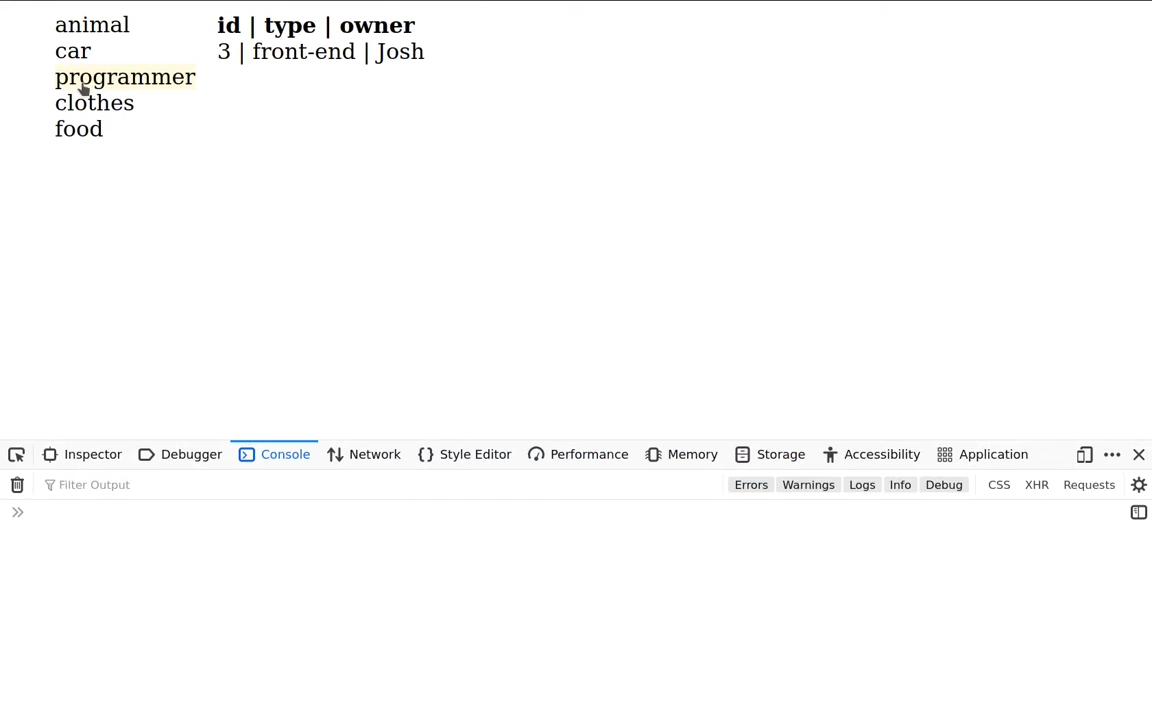 animal
car
programmer
clothes
food
id | type | owner
3 | front-end | Josh
Inspector Debugger Console Network Style Editor Performance Memory Storage Accessibility Application
Filter Output Errors Warnings Logs Info Debug CSS XHR Requests